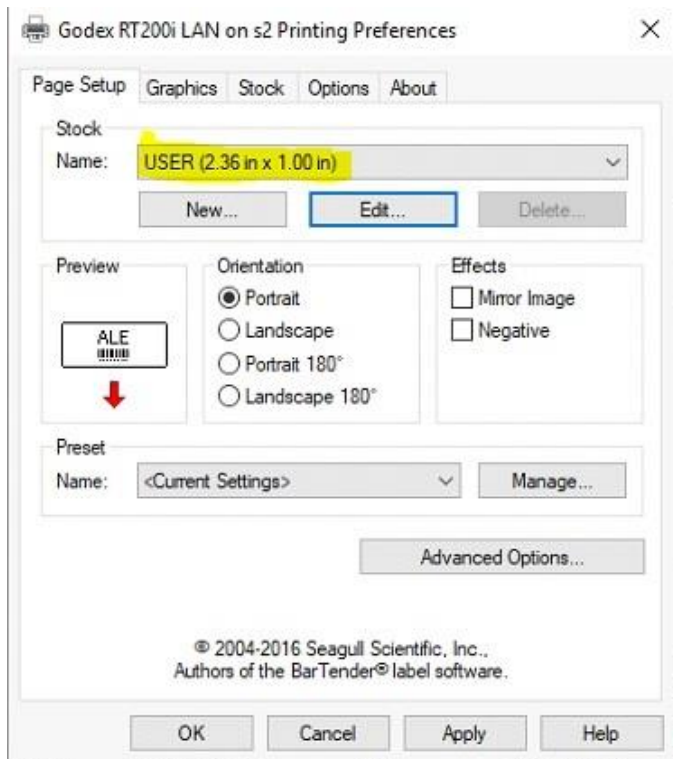 Godex RT200i LAN on s2 Printing Preferences
Page Setup Graphics Stock Options About
Stock
Name: USER (2.36 in x 1.00 in)
New... Edit... Delete...
Preview Orientation Effects
Portrait Mirror Image
Landscape Negative
ALE
Portrait 180°
Landscape 180°
Preset
Name: <Current Settings> Manage...
Advanced Options...
© 2004-2016 Seagull Scientific, Inc.,
Authors of the BarTender® label software.
OK Cancel Apply Help